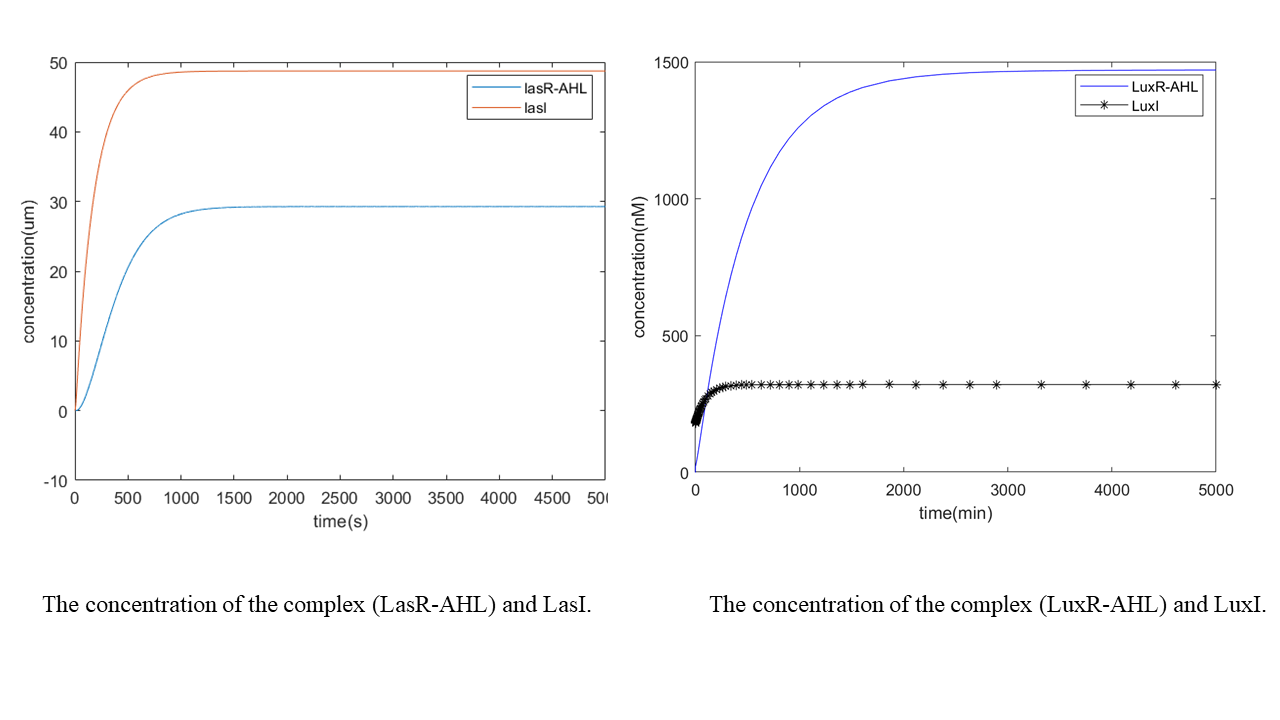 50
40
30
20
10
0
-10
concentration(um)
lasR-AHL
lasI
0 500 1000 1500 2000 2500 3000 3500 4000 4500 500
time(s)
The concentration of the complex (LasR-AHL) and LasI.
1500
1000
500
0
concentration(nM)
LuxR-AHL
LuxI
0 1000 2000 3000 4000 5000
time(min)
The concentration of the complex (LuxR-AHL) and LuxI.